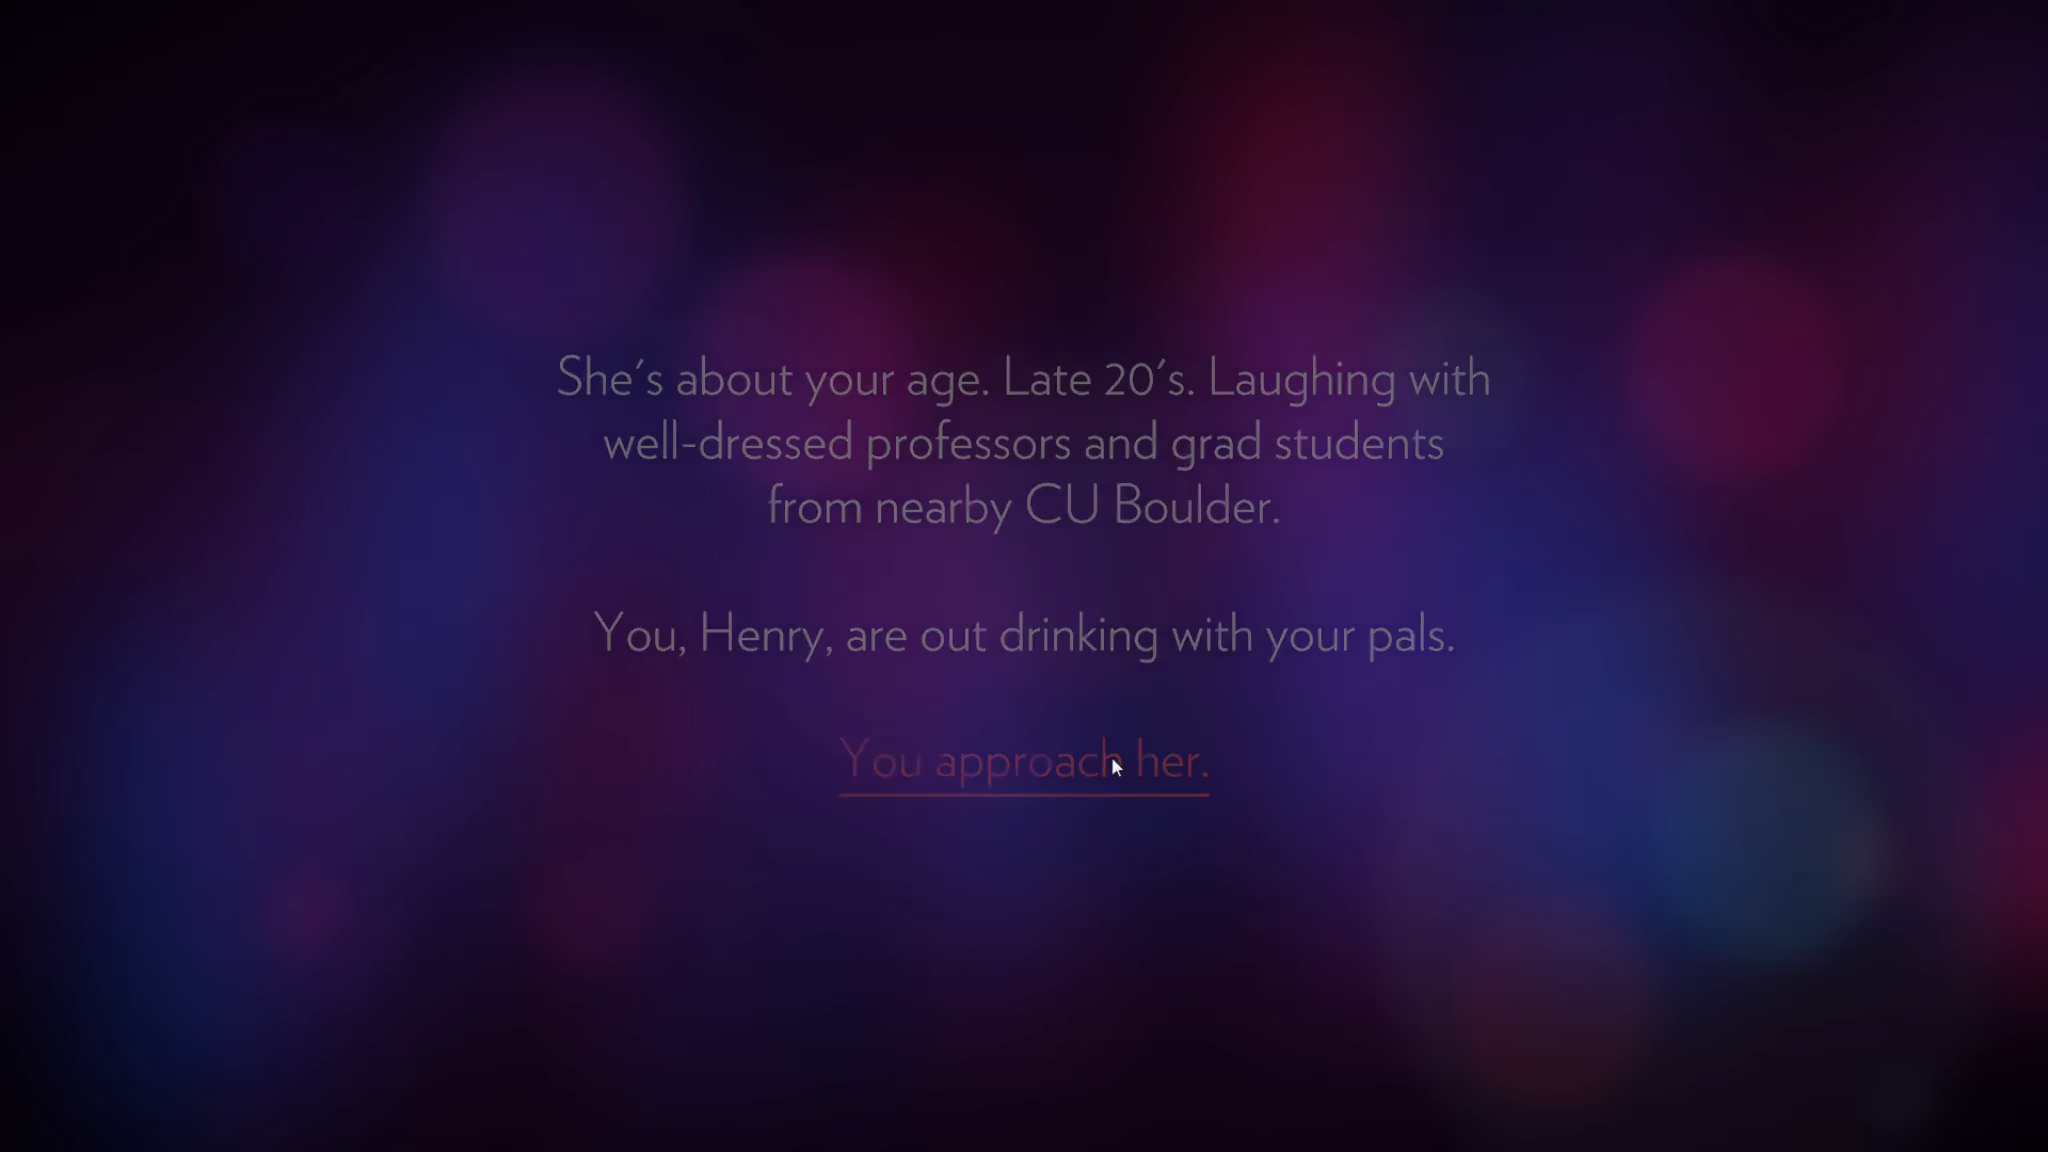 She's about your age. Late 20's. Laughing with
well-dressed professors and grad students
from nearby CU Boulder.
You, Henry, are out drinking with your pals.
You approach her.